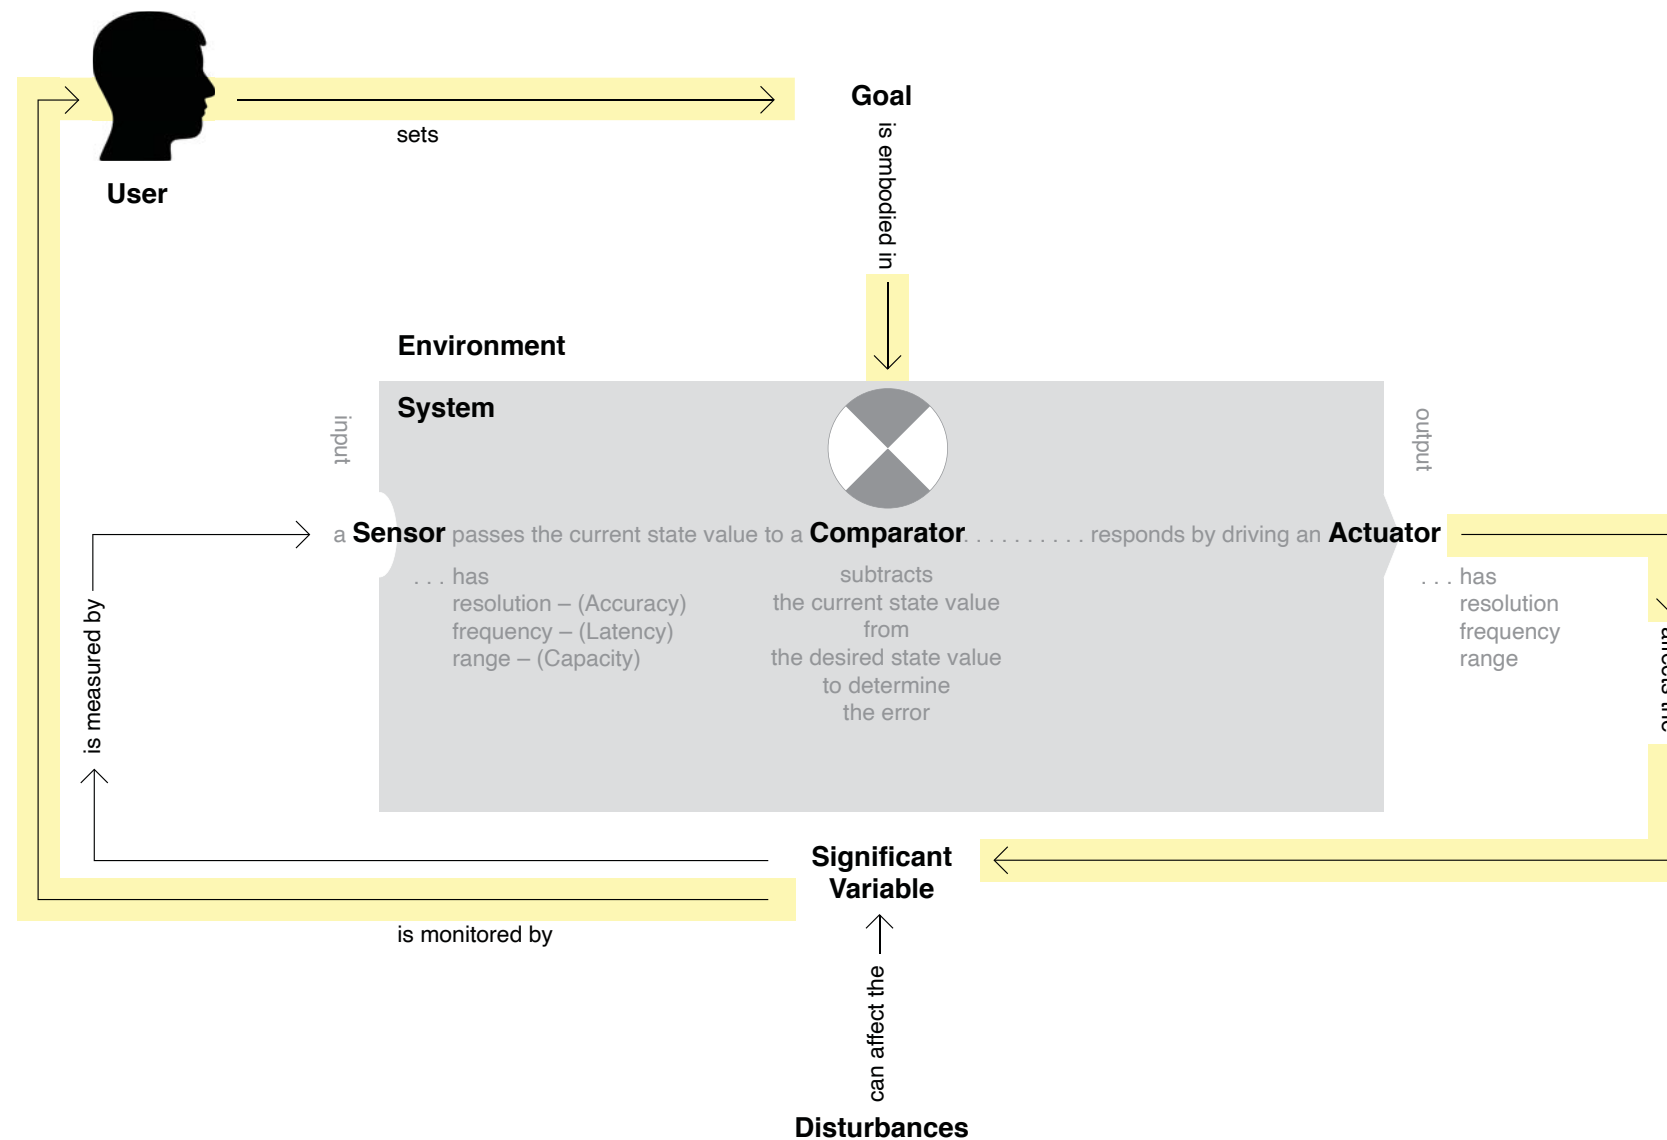 Goal
sets
User
is embodied in
Environment
System
input
output
a Sensor passes the current state value to a Comparator. . . . . . . . . . responds by driving an Actuator
. . . has
resolution – (Accuracy)
frequency – (Latency)
range – (Capacity)
subtracts
the current state value
from
the desired state value
to determine
the error
. . . has
resolution
frequency
range
affects the
is measured by
Significant
Variable
is monitored by
can affect the
Disturbances